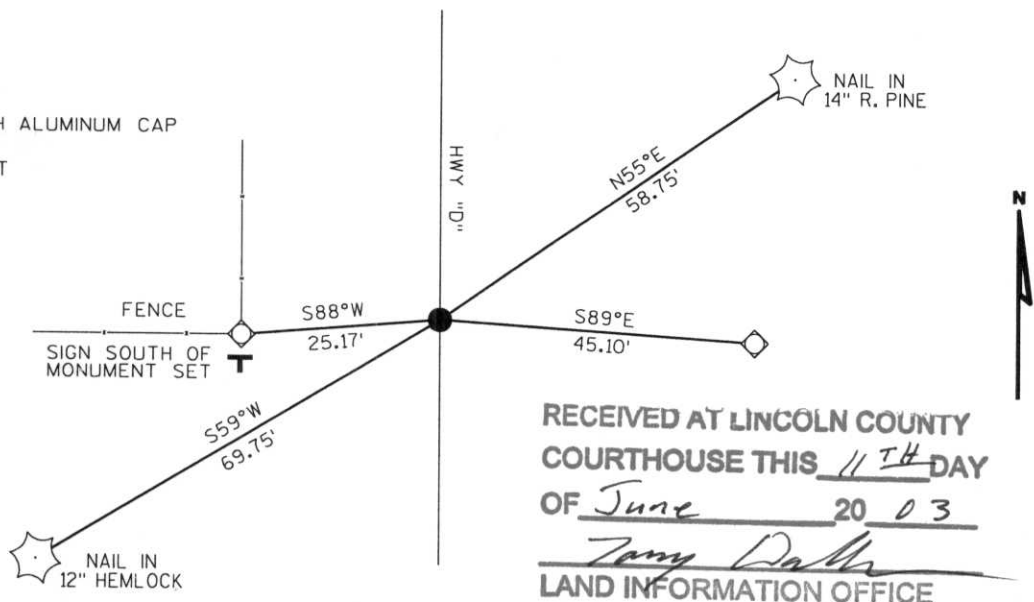 H ALUMINUM CAP
T
NAIL IN
14" R. PINE
HWY "D"
N55°E
58.75'
N
FENCE
S88°W
25.17'
S89°E
45.10'
SIGN SOUTH OF
MONUMENT SET
S59°W
69.75'
NAIL IN
12" HEMLOCK
RECEIVED AT LINCOLN COUNTY
COURTHOUSE THIS 11TH DAY
OF June 20 03
LAND INFORMATION OFFICE